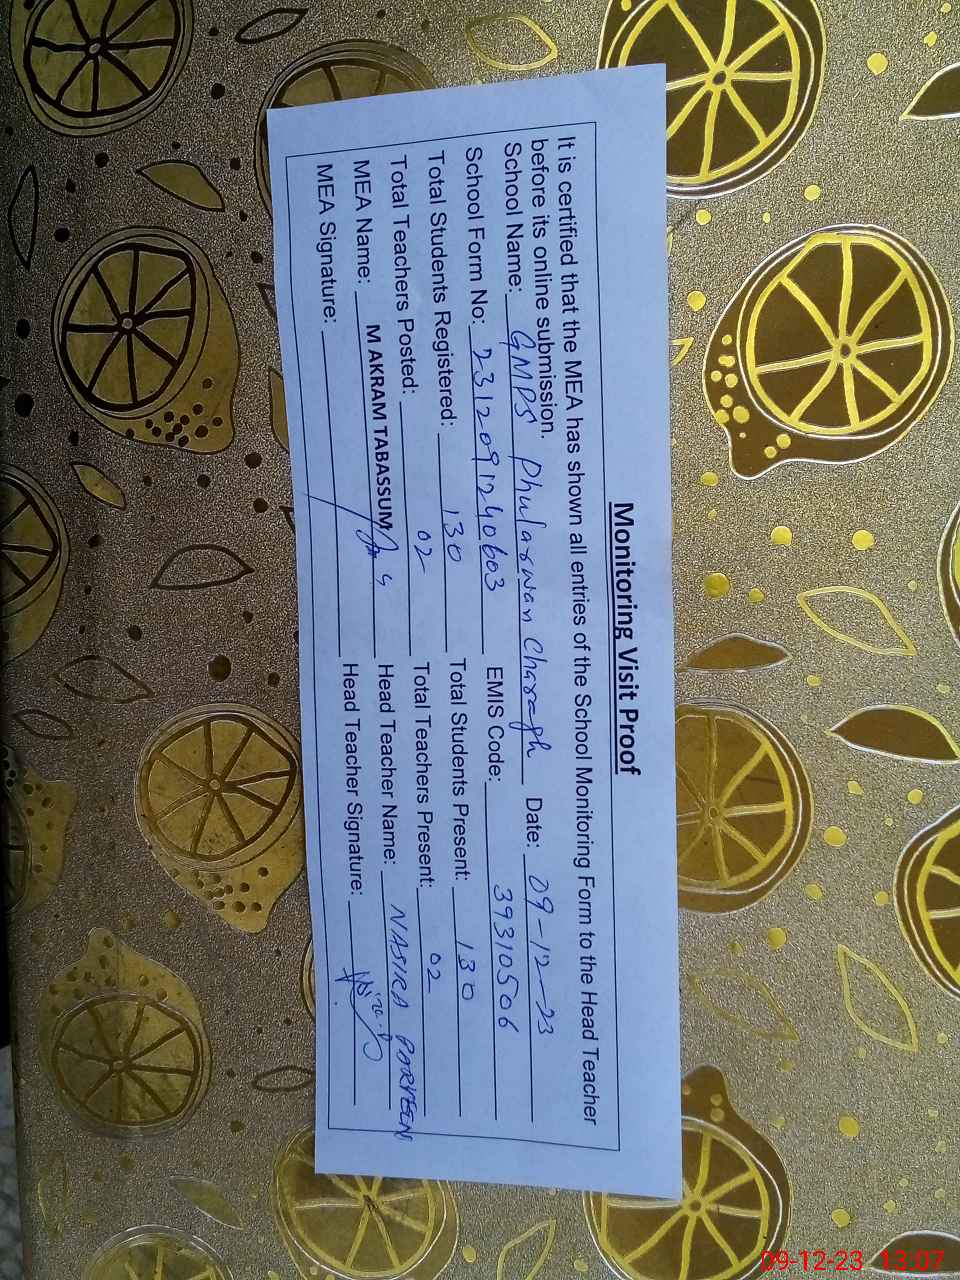 Monitoring Visit Proof
It is certified that the MEA has shown all entries of the School Monitoring Form to the Head Teacher
before its online submission.
School Name: GMPS Phularwan Charagh Date: 09-12-23
School Form No: 2312091240603 EMIS Code: 39310506
Total Students Registered: 130 Total Students Present: 130
Total Teachers Posted: 02 Total Teachers Present: 02
MEA Name: M AKRAM TABASSUM Head Teacher Name: NASIRA PARVEEN
MEA Signature: Head Teacher Signature:
09-12-23 13:07